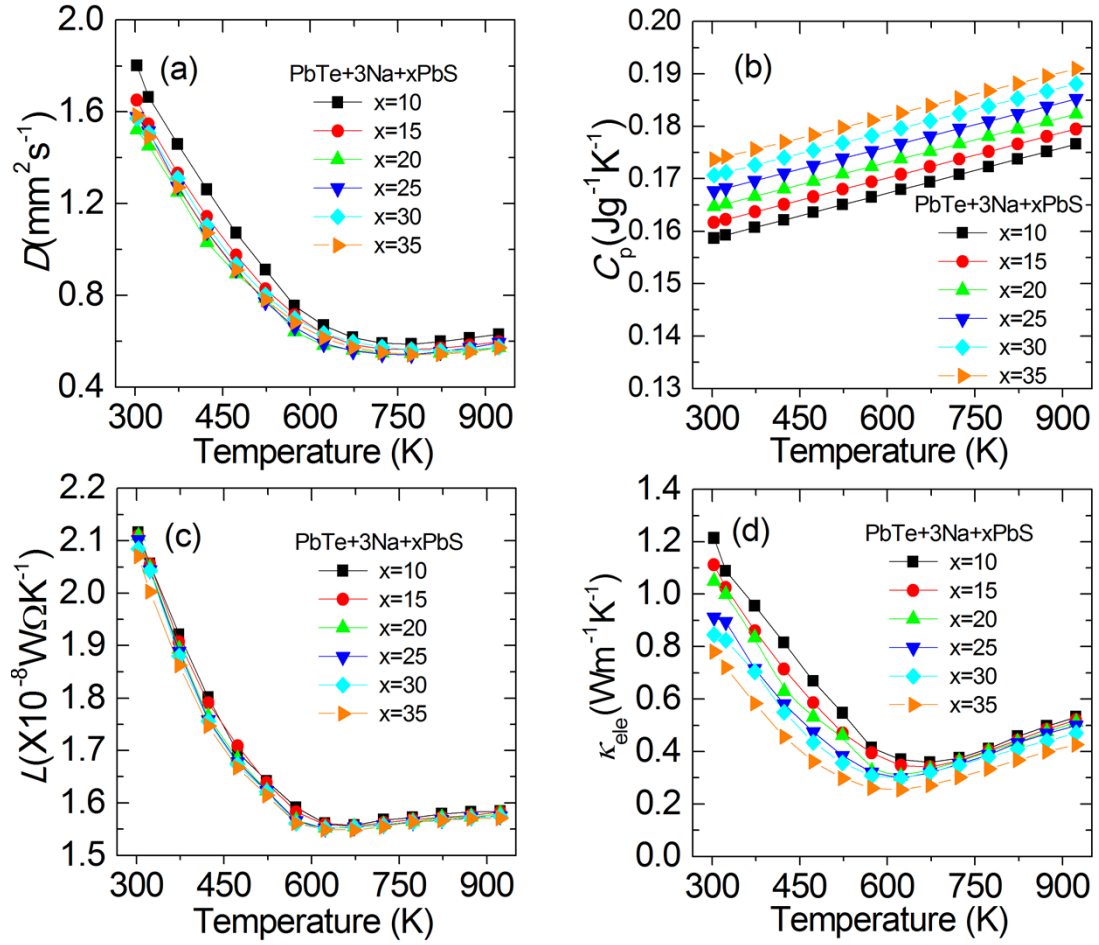 2.0
1.6
1.2
0.8
0.4
D(mm²s⁻¹)
(a)
PbTe+3Na+xPbS
x=10
x=15
x=20
x=25
x=30
x=35
300 450 600 750 900
Temperature (K)
0.20
0.19
0.18
0.17
0.16
0.15
0.14
0.13
Cp(Jg⁻¹K⁻¹)
(b)
PbTe+3Na+xPbS
x=10
x=15
x=20
x=25
x=30
x=35
300 450 600 750 900
Temperature (K)
2.2
2.1
2.0
1.9
1.8
1.7
1.6
1.5
L(X10⁻⁸WΩK⁻¹)
(c)
PbTe+3Na+xPbS
x=10
x=15
x=20
x=25
x=30
x=35
300 450 600 750 900
Temperature (K)
1.4
1.2
1.0
0.8
0.6
0.4
0.2
0.0
κele(Wm⁻¹K⁻¹)
(d)
PbTe+3Na+xPbS
x=10
x=15
x=20
x=25
x=30
x=35
300 450 600 750 900
Temperature (K)